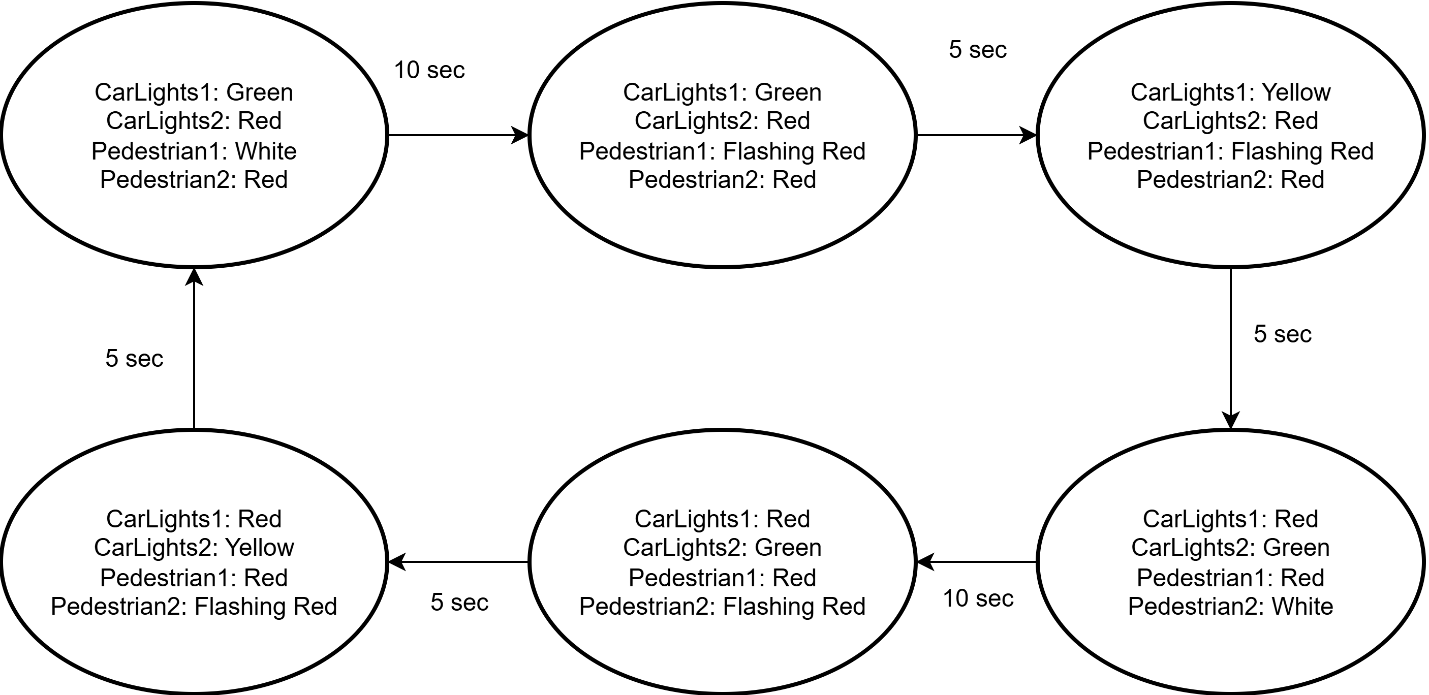 CarLights1: Green
CarLights2: Red
Pedestrian1: White
Pedestrian2: Red
10 sec
CarLights1: Green
CarLights2: Red
Pedestrian1: Flashing Red
Pedestrian2: Red
5 sec
CarLights1: Yellow
CarLights2: Red
Pedestrian1: Flashing Red
Pedestrian2: Red
5 sec
CarLights1: Red
CarLights2: Green
Pedestrian1: Red
Pedestrian2: White
10 sec
CarLights1: Red
CarLights2: Green
Pedestrian1: Red
Pedestrian2: Flashing Red
5 sec
CarLights1: Red
CarLights2: Yellow
Pedestrian1: Red
Pedestrian2: Flashing Red
5 sec